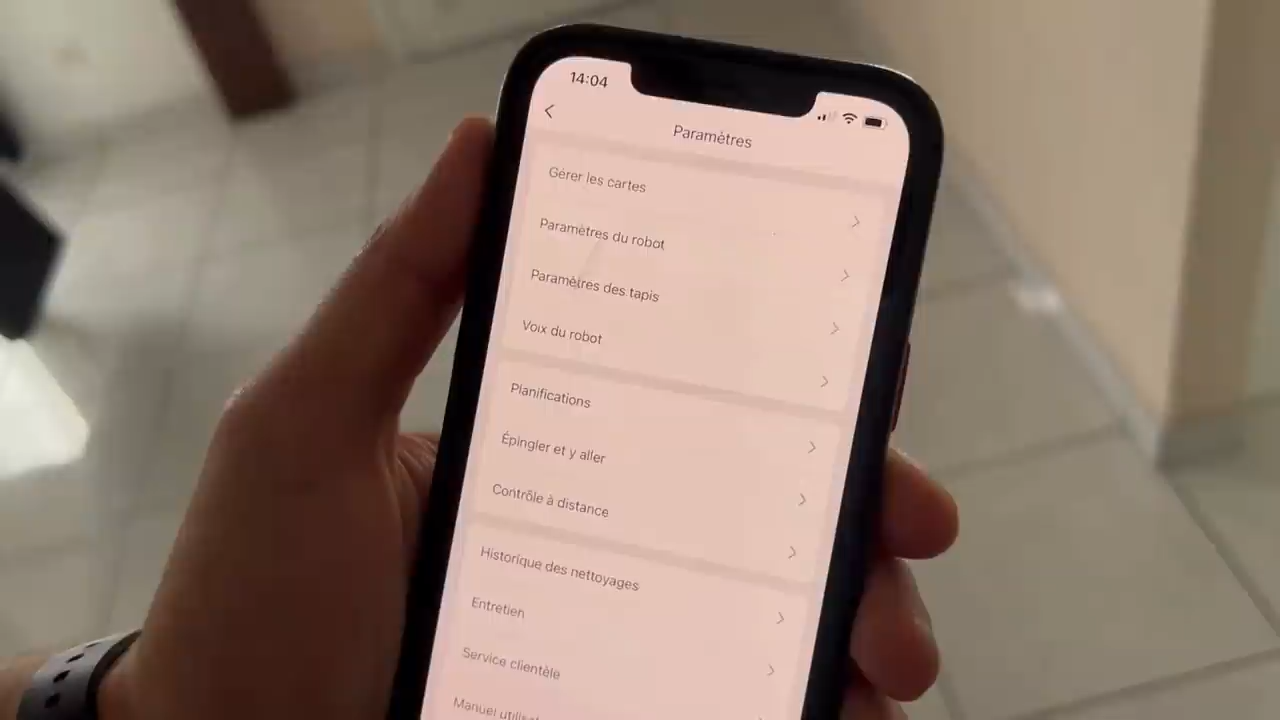 14:04
Paramètres
Gérer les cartes
Paramètres du robot
Paramètres des tapis
Voix du robot
Planifications
Épingler et y aller
Contrôle à distance
Historique des nettoyages
Entretien
Service clientèle
Manuel